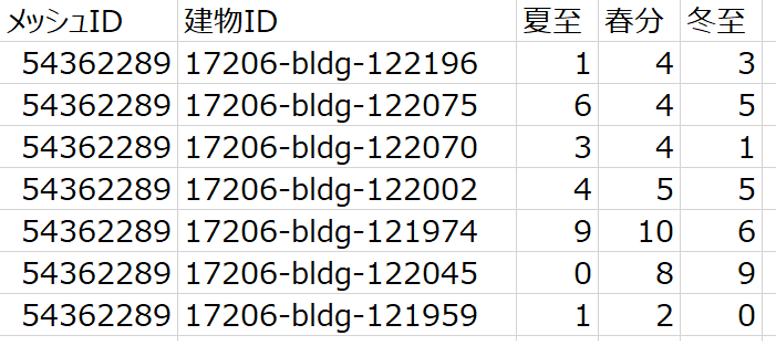 メッシュID 建物ID 夏至 春分 冬至
54362289 17206-bldg-122196 1 4 3
54362289 17206-bldg-122075 6 4 5
54362289 17206-bldg-122070 3 4 1
54362289 17206-bldg-122002 4 5 5
54362289 17206-bldg-121974 9 10 6
54362289 17206-bldg-122045 0 8 9
54362289 17206-bldg-121959 1 2 0